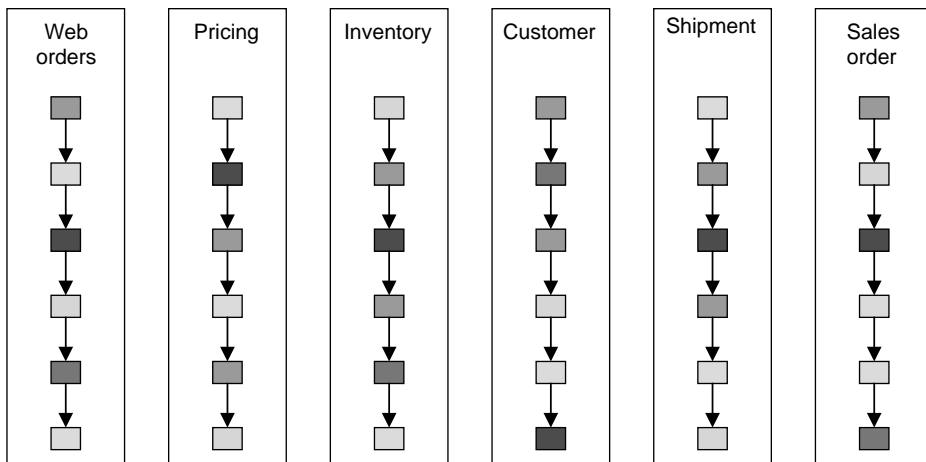 Web
orders
Pricing
Inventory
Customer
Shipment
Sales
order